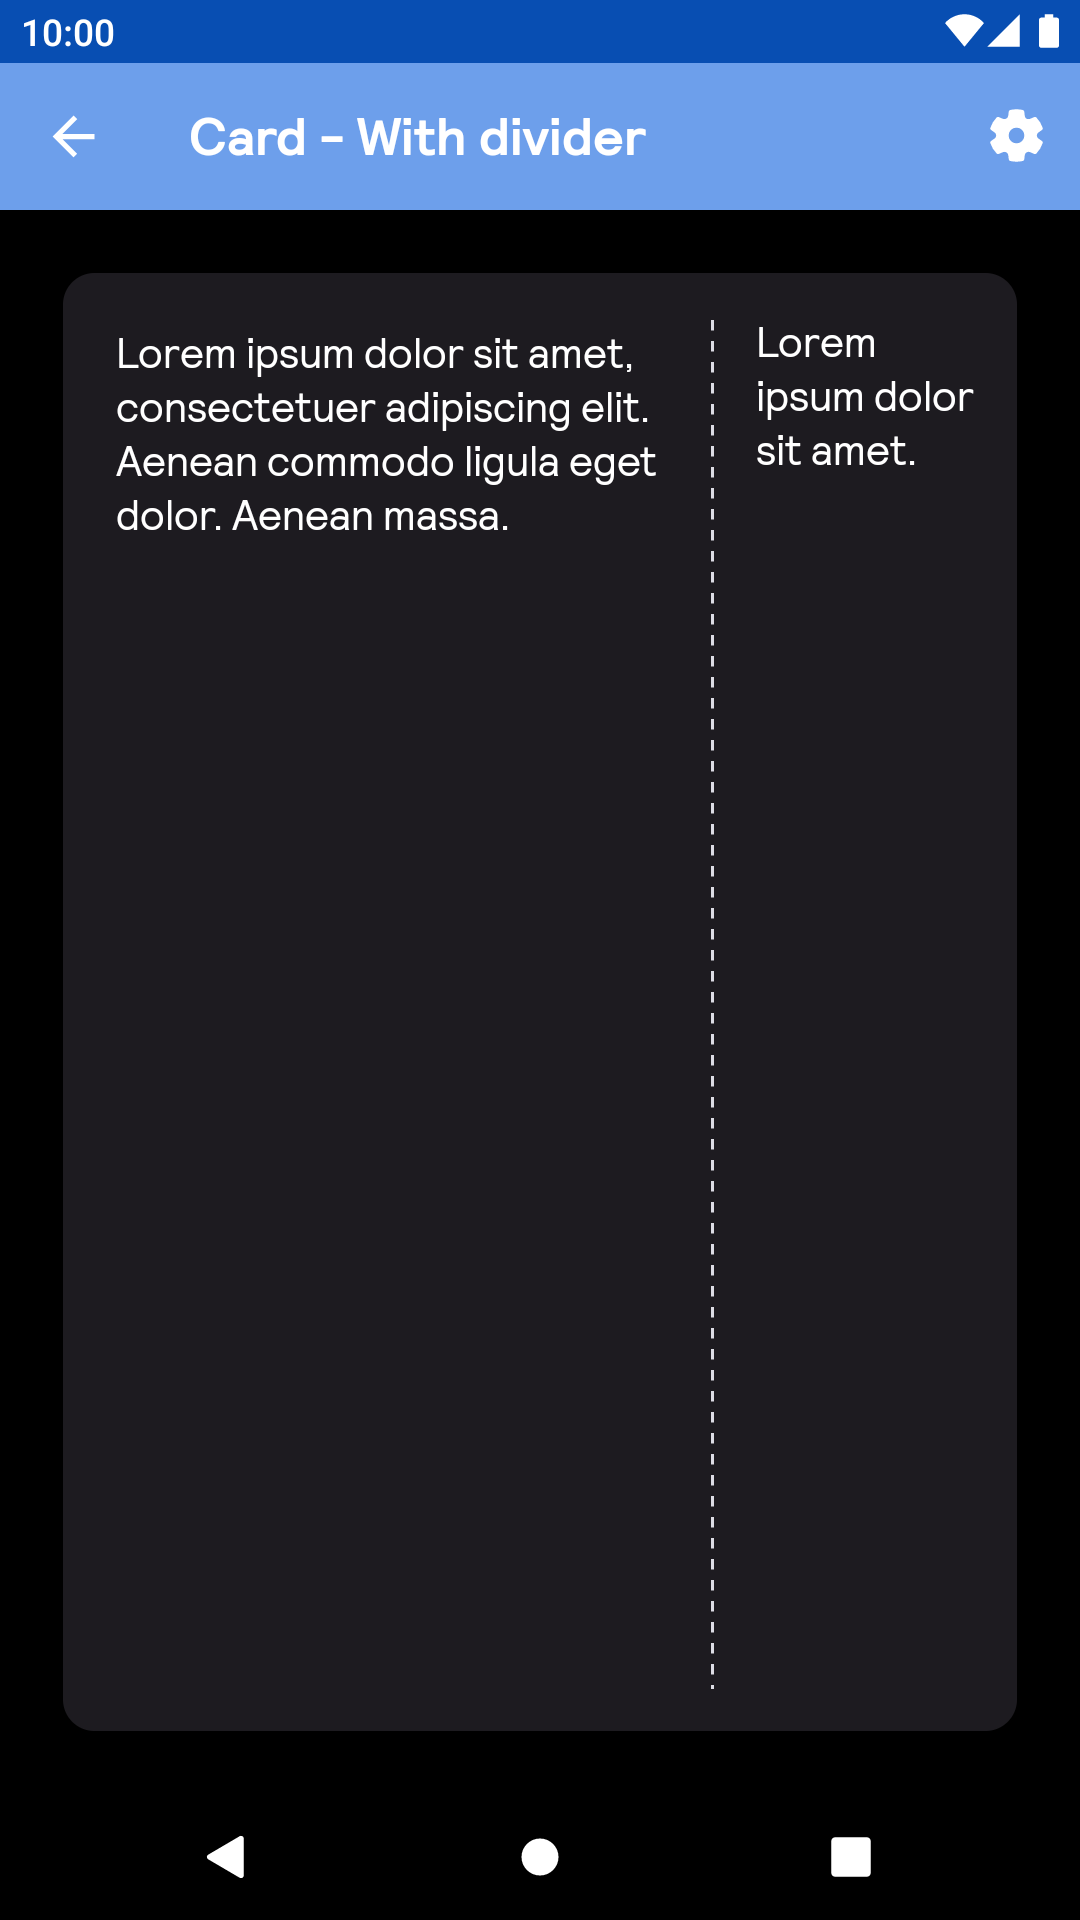 10:00
Card - With divider
Lorem ipsum dolor sit amet,
consectetuer adipiscing elit.
Aenean commodo ligula eget
dolor. Aenean massa.
Lorem
ipsum dolor
sit amet.